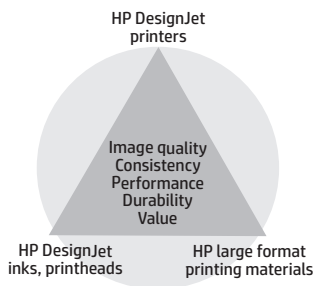 HP DesignJet
printers
Image quality
Consistency
Performance
Durability
Value
HP DesignJet
inks, printheads
HP large format
printing materials